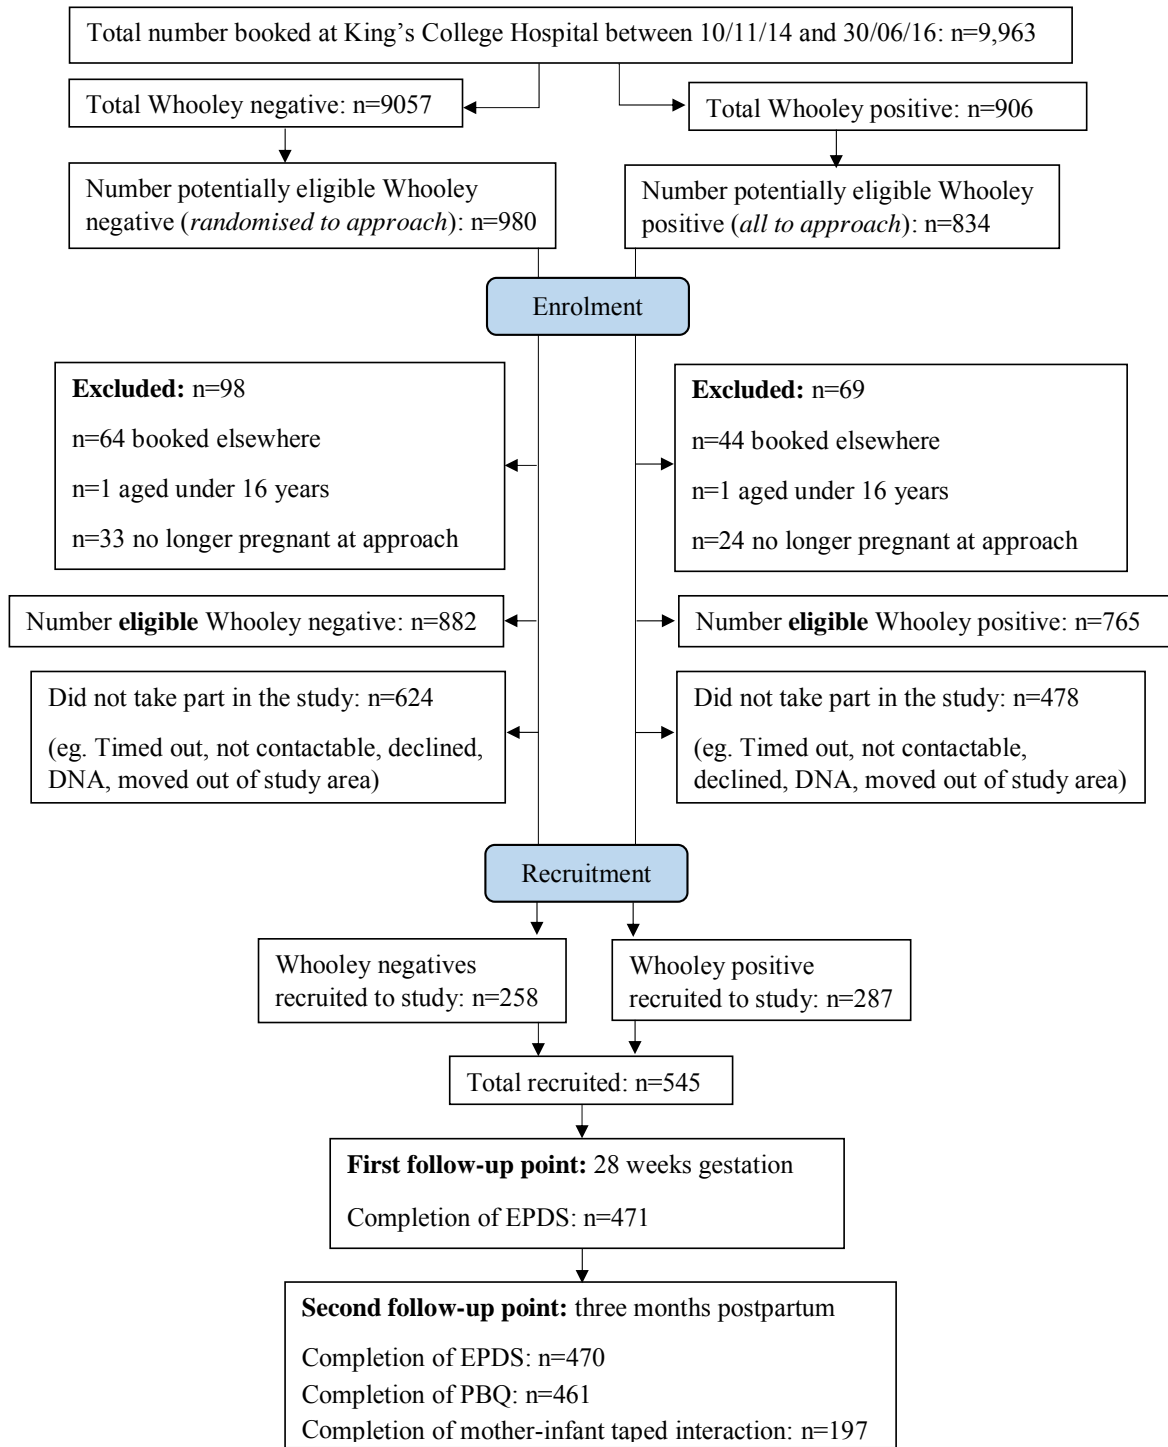 Total number booked at King’s College Hospital between 10/11/14 and 30/06/16: n=9,963
Total Whooley negative: n=9057
Total Whooley positive: n=906
Number potentially eligible Whooley
negative (randomised to approach): n=980
Number potentially eligible Whooley
positive (all to approach): n=834
Enrolment
Excluded: n=98
n=64 booked elsewhere
n=1 aged under 16 years
n=33 no longer pregnant at approach
Excluded: n=69
n=44 booked elsewhere
n=1 aged under 16 years
n=24 no longer pregnant at approach
Number eligible Whooley negative: n=882
Number eligible Whooley positive: n=765
Did not take part in the study: n=624
(eg. Timed out, not contactable, declined,
DNA, moved out of study area)
Did not take part in the study: n=478
(eg. Timed out, not contactable,
declined, DNA, moved out of study area)
Recruitment
Whooley negatives
recruited to study: n=258
Whooley positive
recruited to study: n=287
Total recruited: n=545
First follow-up point: 28 weeks gestation
Completion of EPDS: n=471
Second follow-up point: three months postpartum
Completion of EPDS: n=470
Completion of PBQ: n=461
Completion of mother-infant taped interaction: n=197